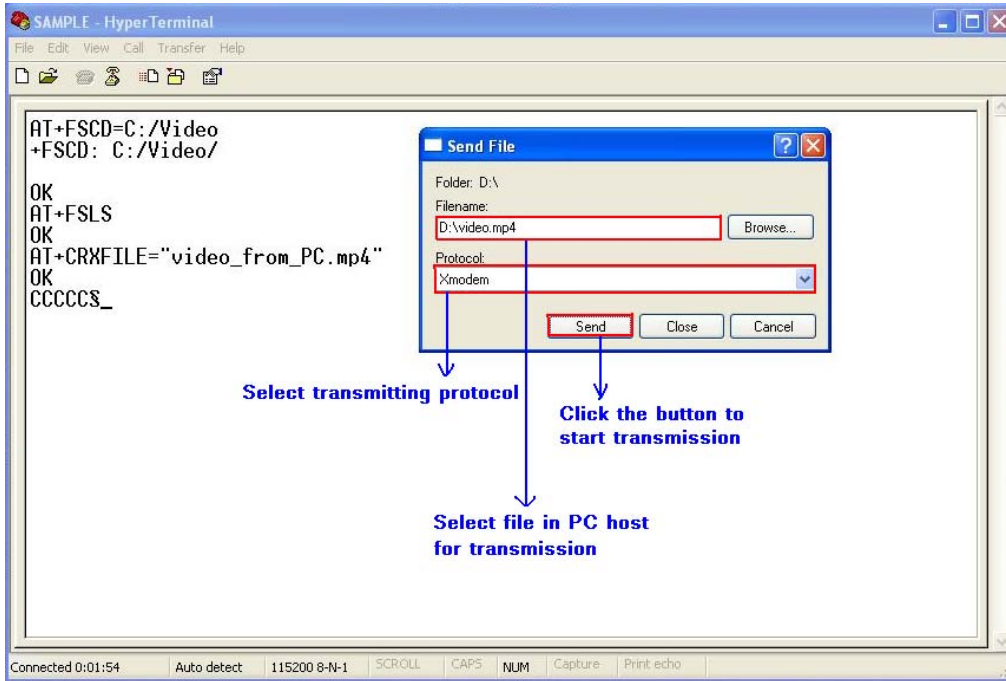 SAMPLE - HyperTerminal
File Edit View Call Transfer Help
AT+FSCD=C:/Video
+FSCD: C:/Video/
OK
AT+FSLS
OK
AT+CRXFILE="video_from_PC.mp4"
OK
CCCCC§_
Send File
Folder: D:\
Filename:
D:\video.mp4
Browse...
Protocol:
Xmodem
Send Close Cancel
Select transmitting protocol
Click the button to
start transmission
Select file in PC host
for transmission
Connected 0:01:54 Auto detect 115200 8-N-1 SCROLL CAPS NUM Capture Print echo